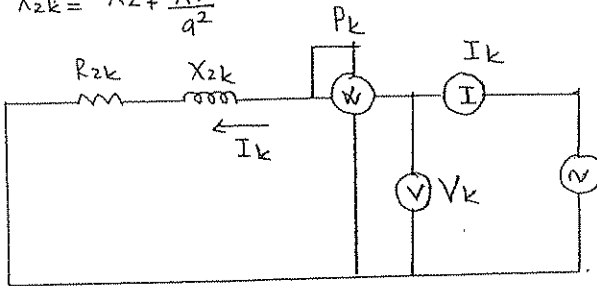 X2k = X2 + X1/a²
Pk
R2k X2k Ik
W I
Ik
V Vk
~